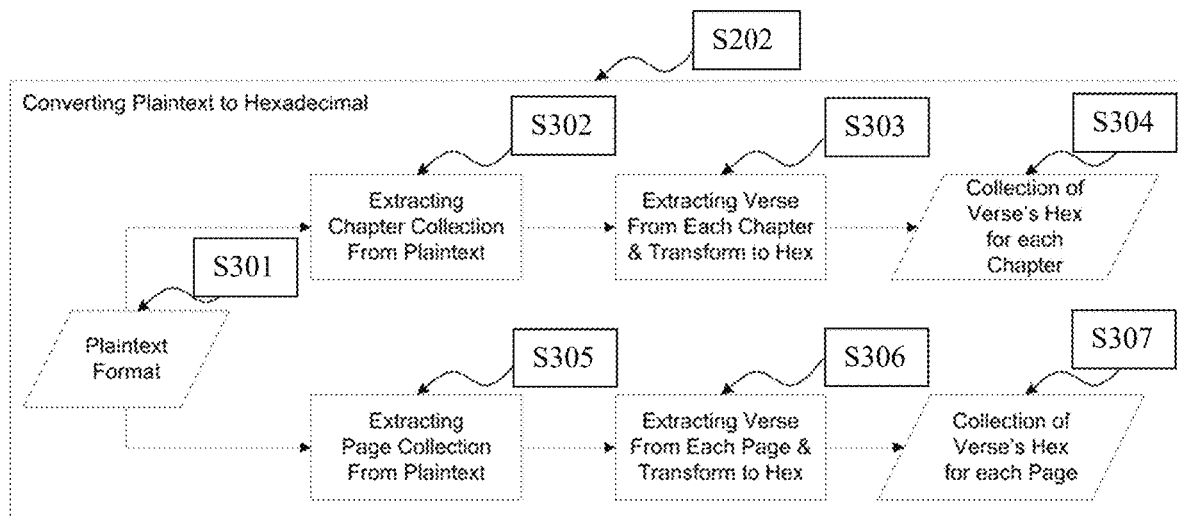 S202
Converting Plaintext to Hexadecimal
S302
S303
S304
Extracting
Chapter Collection
From Plaintext
Extracting Verse
From Each Chapter
& Transform to Hex
Collection of
Verse's Hex
for each
Chapter
S301
Plaintext
Format
S305
S306
S307
Extracting
Page Collection
From Plaintext
Extracting Verse
From Each Page &
Transform to Hex
Collection of
Verse's Hex
for each Page